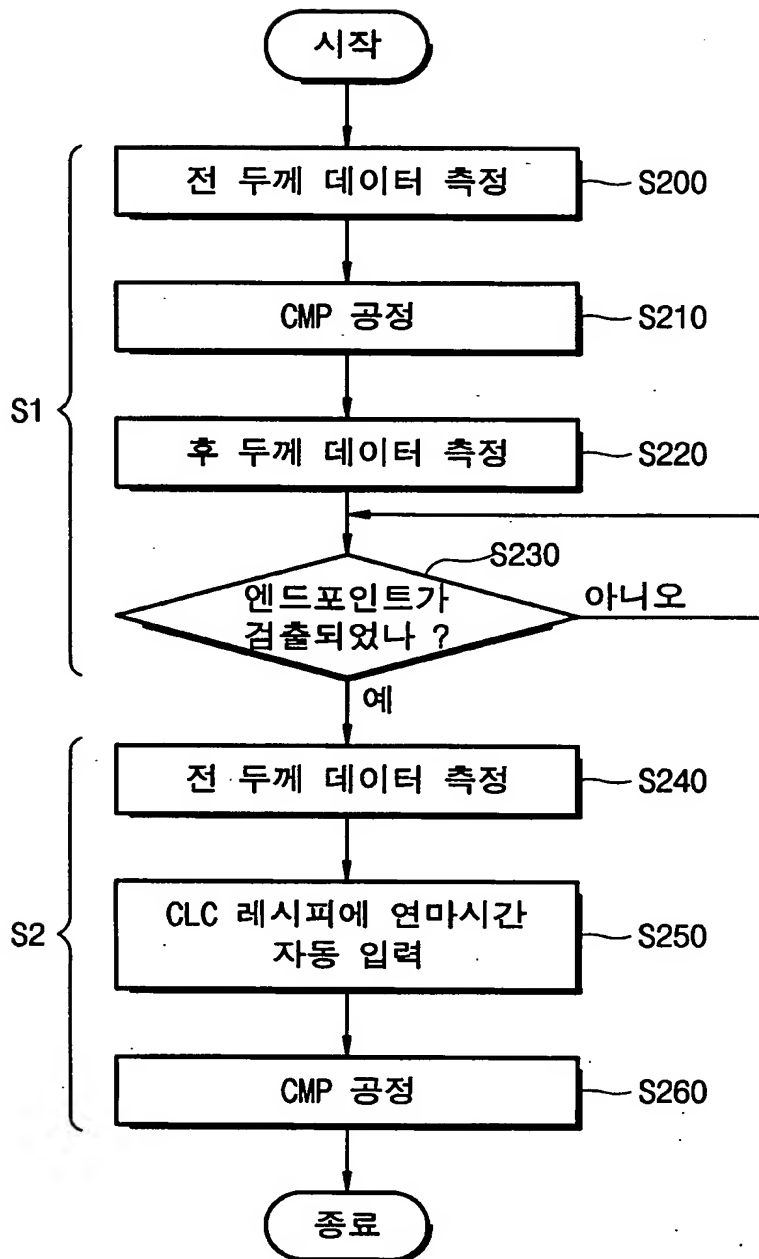 시작
전 두께 데이터 측정
S200
CMP 공정
S210
S1
후 두께 데이터 측정
S220
S230
엔드포인트가
검출되었나 ?
아니오
예
전 두께 데이터 측정
S240
S2
CLC 레시피에 연마시간
자동 입력
S250
CMP 공정
S260
종료